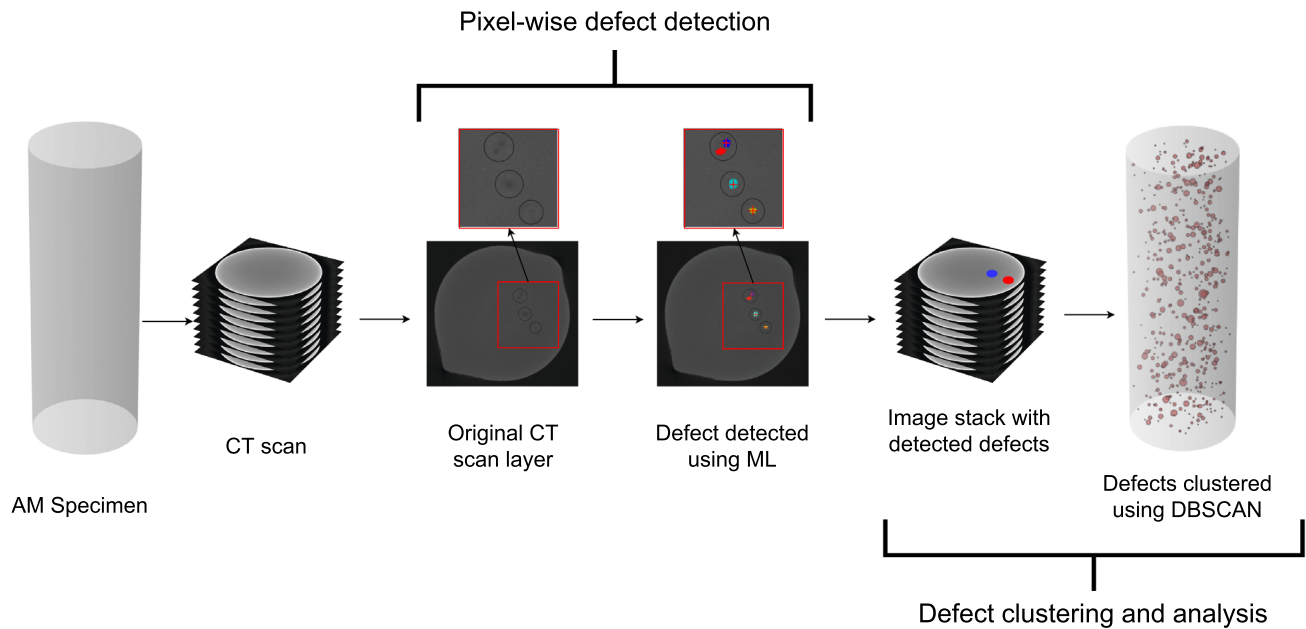 Pixel-wise defect detection
AM Specimen
CT scan
Original CT
scan layer
Defect detected
using ML
Image stack with
detected defects
Defects clustered
using DBSCAN
Defect clustering and analysis